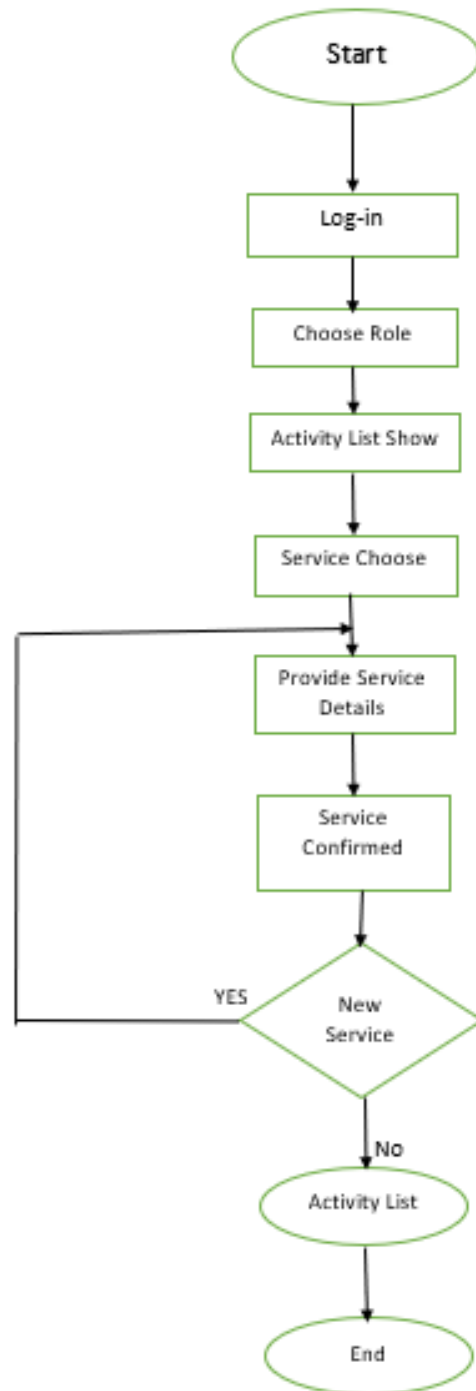 Start
Log-in
Choose Role
Activity List Show
Service Choose
Provide Service
Details
Service
Confirmed
YES
New
Service
No
Activity List
End